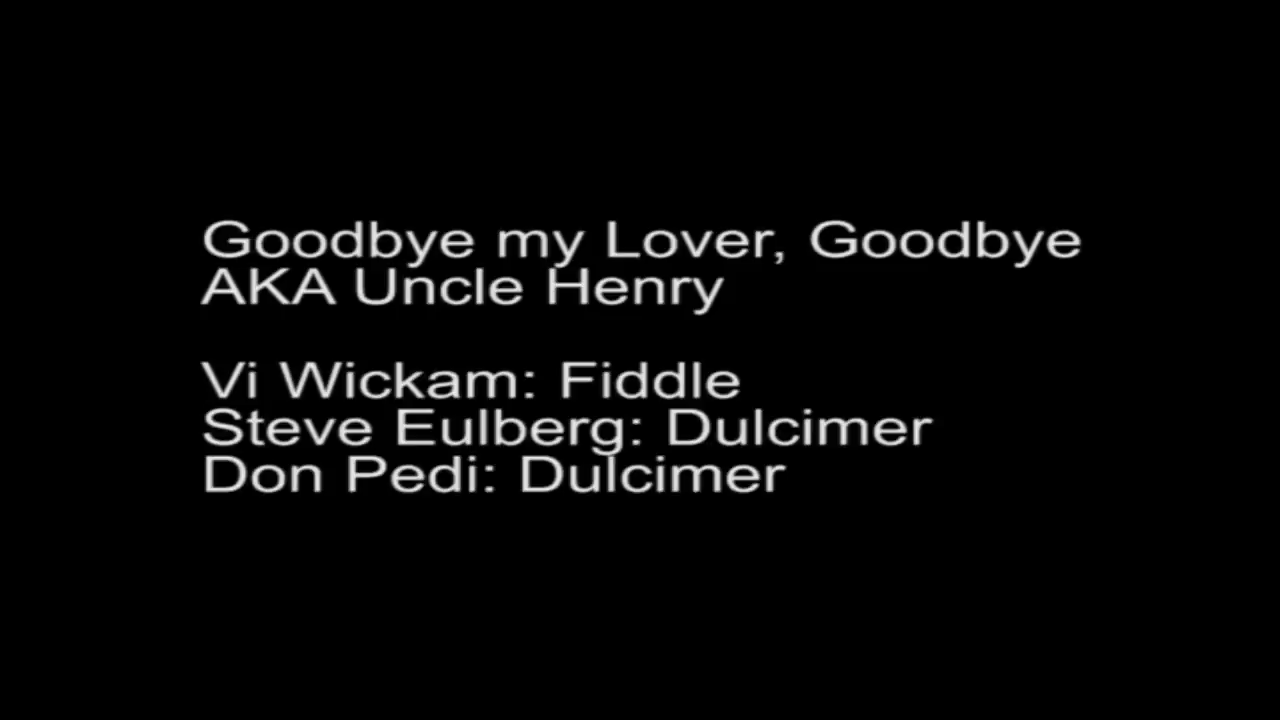 Goodbye my Lover, Goodbye
AKA Uncle Henry
Vi Wickam: Fiddle
Steve Eulberg: Dulcimer
Don Pedi: Dulcimer